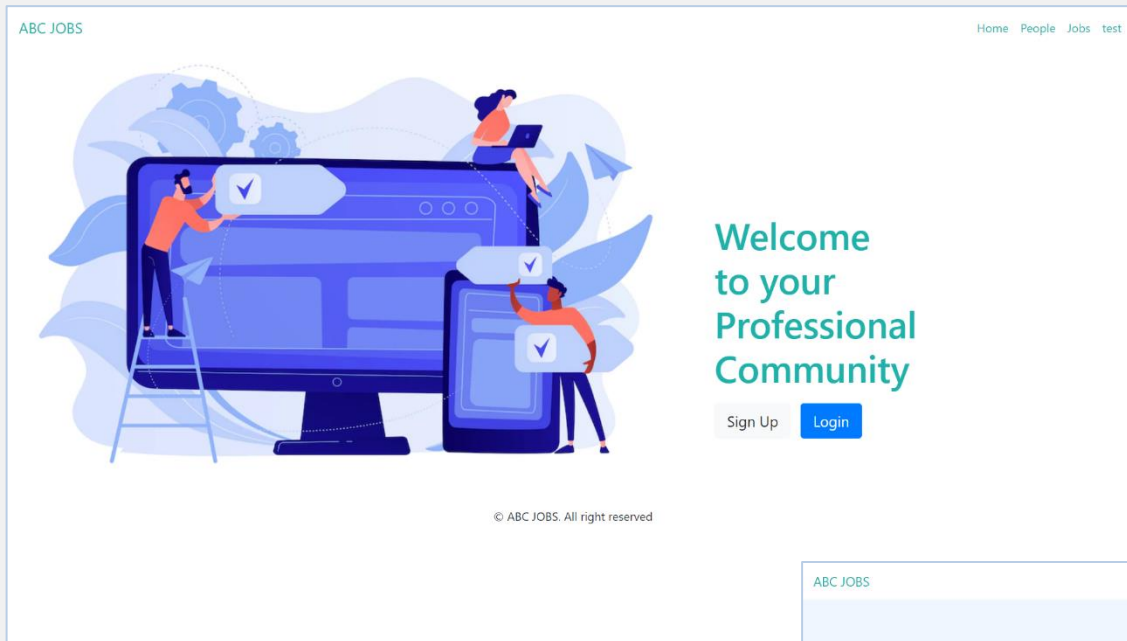 ABC JOBS
Home People Jobs test
Welcome
to your
Professional
Community
Sign Up Login
© ABC JOBS. All right reserved
ABC JOBS